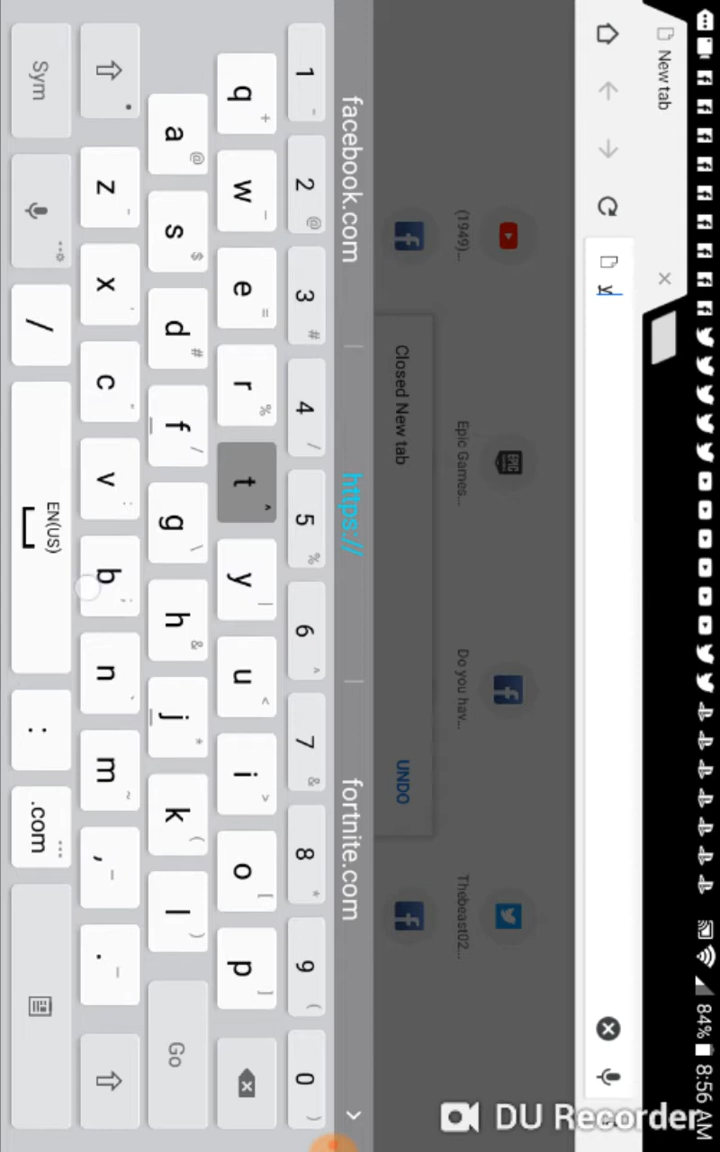 84% 8:56 AM
New tab
y
(1949)...
Epic Games...
Do you hav...
Thebeast02...
Closed New tab UNDO
facebook.com https:// fortnite.com
1 - 2 @ 3 # 4 / 5 % 6 ^ 7 & 8 * 9 ( 0 )
q + w _ e = r % t ^ y | u < i > o [ p ]
a @ s $ d # f / g \ h & j * k ( l ) Go
z x c v : b ; n m ~ , .
Sym / EN(US) : .com
DU Recorder